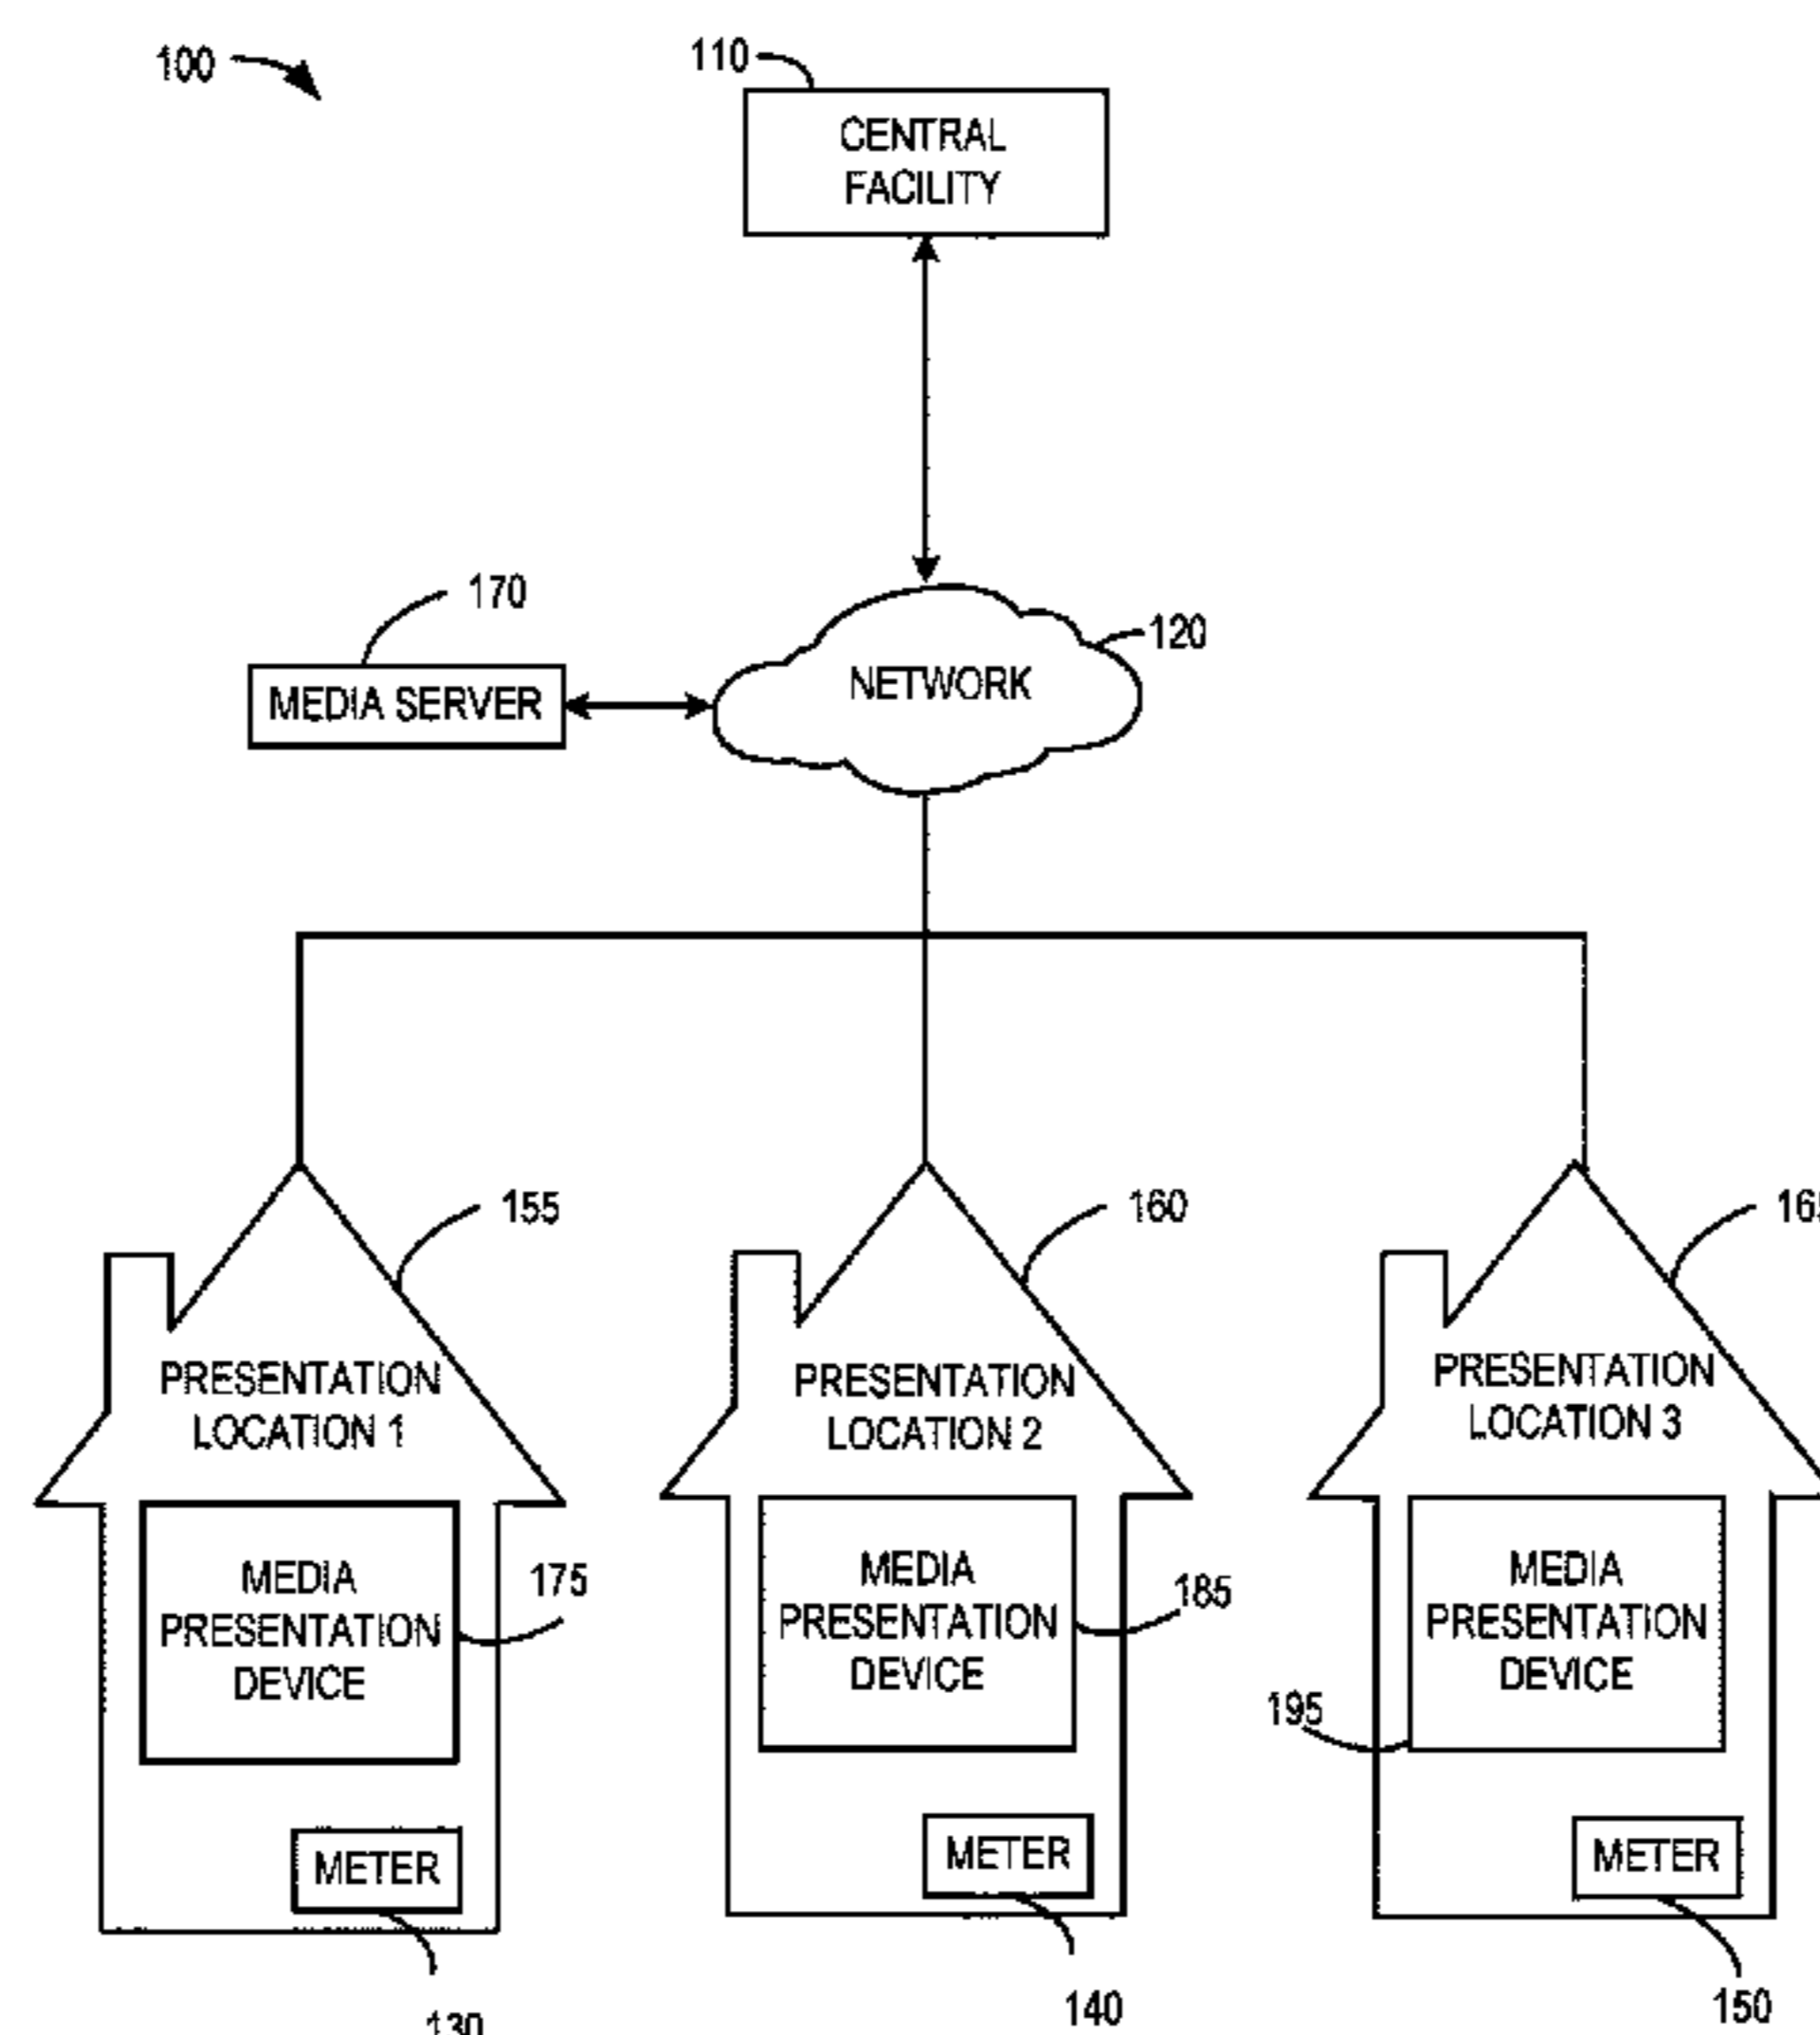 100
110
CENTRAL
FACILITY
170
120
MEDIA SERVER
NETWORK
155
160
PRESENTATION
LOCATION 1
PRESENTATION
LOCATION 2
PRESENTATION
LOCATION 3
MEDIA
PRESENTATION
DEVICE
175
MEDIA
PRESENTATION
DEVICE
185
MEDIA
PRESENTATION
DEVICE
195
METER
METER
METER
130
140
150